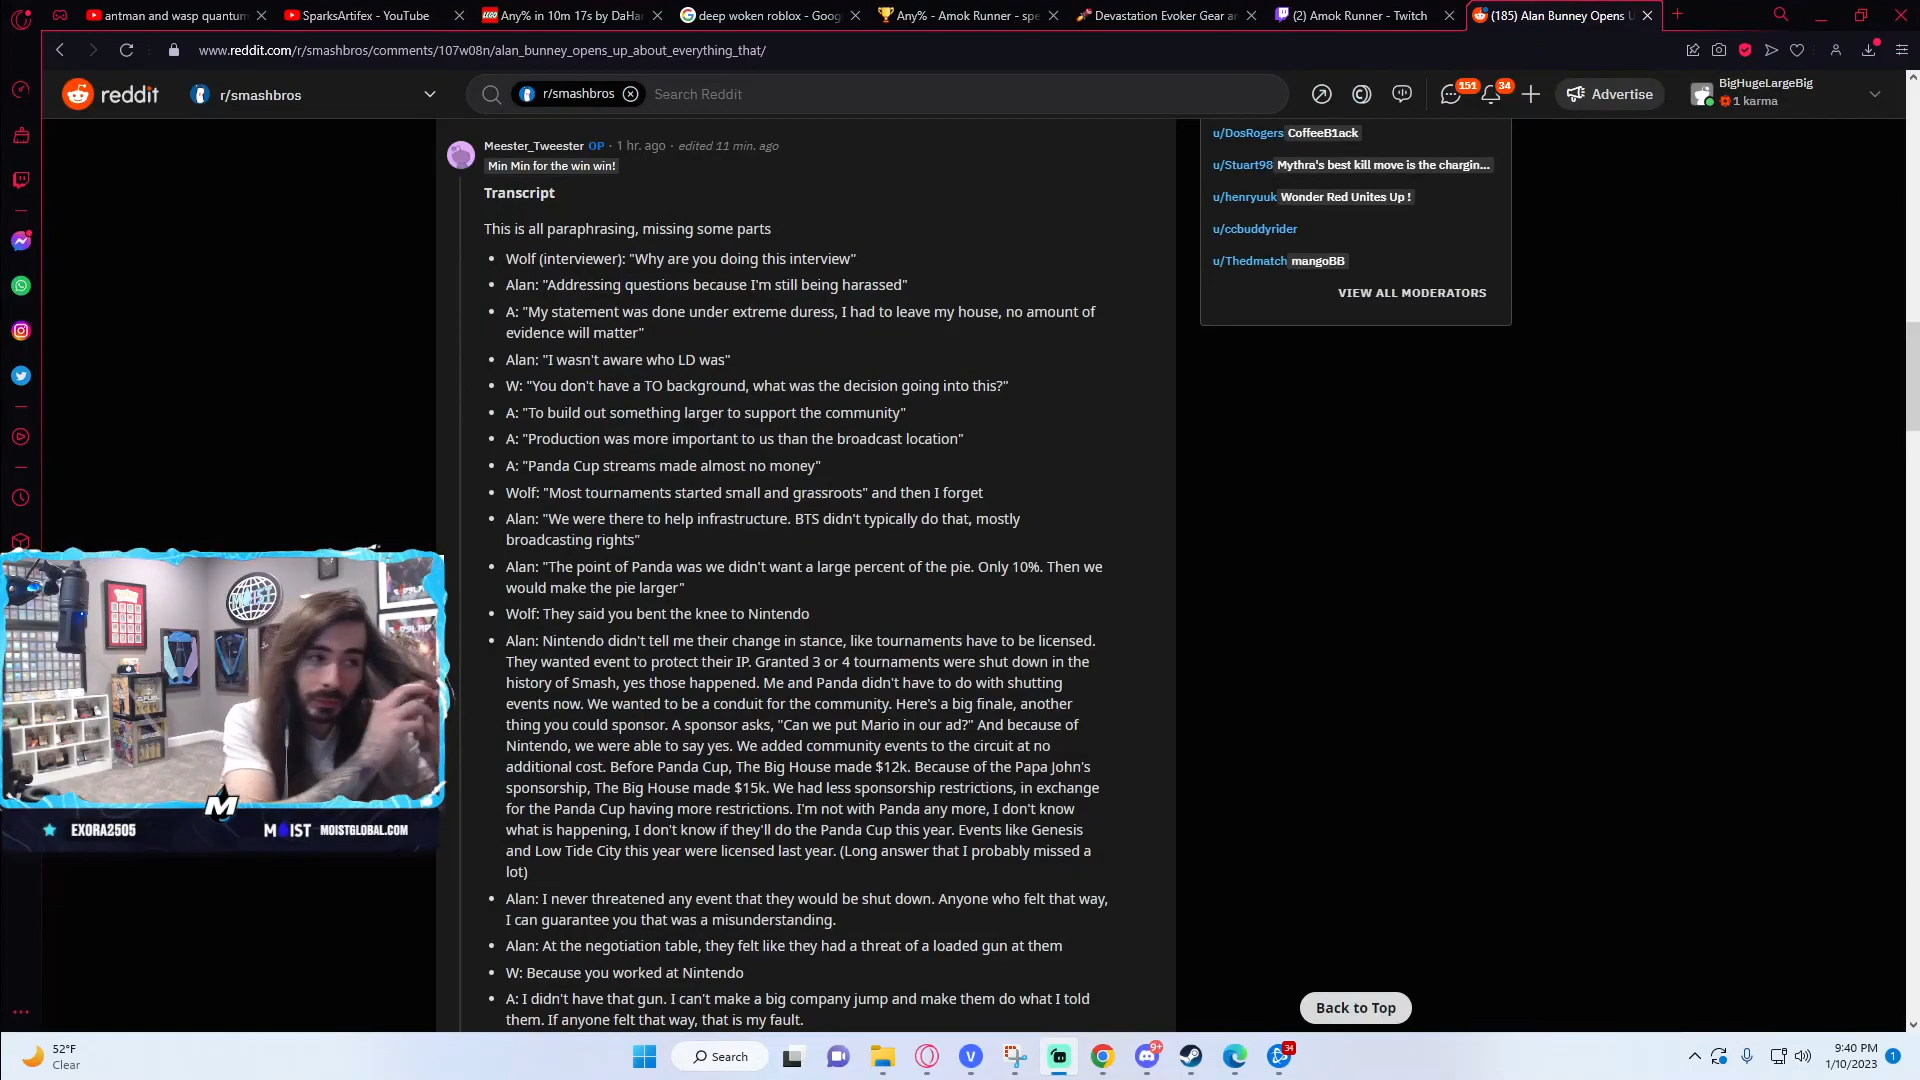 antman and wasp quantum
SparksArtifex - YouTube
Any% in 10m 17s by DaHar
deep woken roblox - Goog
Any% - Amok Runner - spe
Devastation Evoker Gear an
(2) Amok Runner - Twitch
(185) Alan Bunney Opens U
www.reddit.com/r/smashbros/comments/107w08n/alan_bunney_opens_up_about_everything_that/
reddit
r/smashbros
r/smashbros
Search Reddit
151
34
Advertise
BigHugeLargeBig
1 karma
Meester_Tweester OP · 1 hr. ago · edited 11 min. ago
Min Min for the win win!
Transcript
This is all paraphrasing, missing some parts
• Wolf (interviewer): "Why are you doing this interview"
• Alan: "Addressing questions because I'm still being harassed"
• A: "My statement was done under extreme duress, I had to leave my house, no amount of
evidence will matter"
• Alan: "I wasn't aware who LD was"
• W: "You don't have a TO background, what was the decision going into this?"
• A: "To build out something larger to support the community"
• A: "Production was more important to us than the broadcast location"
• A: "Panda Cup streams made almost no money"
• Wolf: "Most tournaments started small and grassroots" and then I forget
• Alan: "We were there to help infrastructure. BTS didn't typically do that, mostly
broadcasting rights"
• Alan: "The point of Panda was we didn't want a large percent of the pie. Only 10%. Then we
would make the pie larger"
• Wolf: They said you bent the knee to Nintendo
• Alan: Nintendo didn't tell me their change in stance, like tournaments have to be licensed.
They wanted event to protect their IP. Granted 3 or 4 tournaments were shut down in the
history of Smash, yes those happened. Me and Panda didn't have to do with shutting
events now. We wanted to be a conduit for the community. Here's a big finale, another
thing you could sponsor. A sponsor asks, "Can we put Mario in our ad?" And because of
Nintendo, we were able to say yes. We added community events to the circuit at no
additional cost. Before Panda Cup, The Big House made $12k. Because of the Papa John's
sponsorship, The Big House made $15k. We had less sponsorship restrictions, in exchange
for the Panda Cup having more restrictions. I'm not with Panda any more, I don't know
what is happening, I don't know if they'll do the Panda Cup this year. Events like Genesis
and Low Tide City this year were licensed last year. (Long answer that I probably missed a
lot)
• Alan: I never threatened any event that they would be shut down. Anyone who felt that way,
I can guarantee you that was a misunderstanding.
• Alan: At the negotiation table, they felt like they had a threat of a loaded gun at them
• W: Because you worked at Nintendo
• A: I didn't have that gun. I can't make a big company jump and make them do what I told
them. If anyone felt that way, that is my fault.
u/DosRogers CoffeeB1ack
u/Stuart98 Mythra's best kill move is the chargin...
u/henryuuk Wonder Red Unites Up !
u/ccbuddyrider
u/Thedmatch mangoBB
VIEW ALL MODERATORS
Back to Top
MOIST
EXORA2505
MOIST MOISTGLOBAL.COM
52°F
Clear
Search
9+
34
9:40 PM
1/10/2023
1